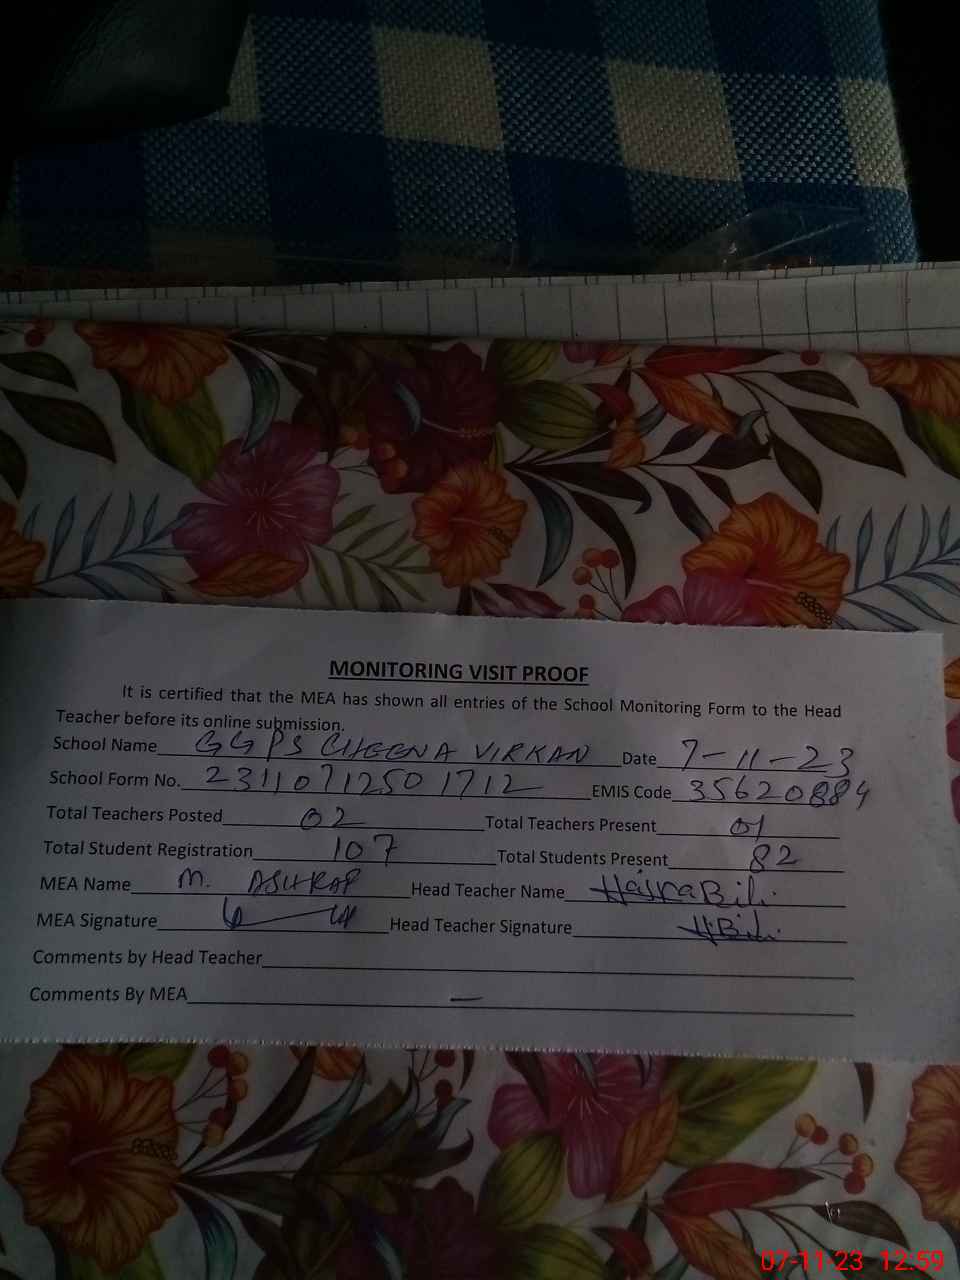 MONITORING VISIT PROOF
It is certified that the MEA has shown all entries of the School Monitoring Form to the Head
Teacher before its online submission.
School Name GGPS CHEENA VIRKAN Date 7-11-23
School Form No. 23110712501712 EMIS Code 35620884
Total Teachers Posted 02 Total Teachers Present 01
Total Student Registration 107 Total Students Present 82
MEA Name M. ASHRAF Head Teacher Name Hajra Bibi
MEA Signature Head Teacher Signature H.Bibi
Comments by Head Teacher
Comments By MEA —
07-11-23 12:59